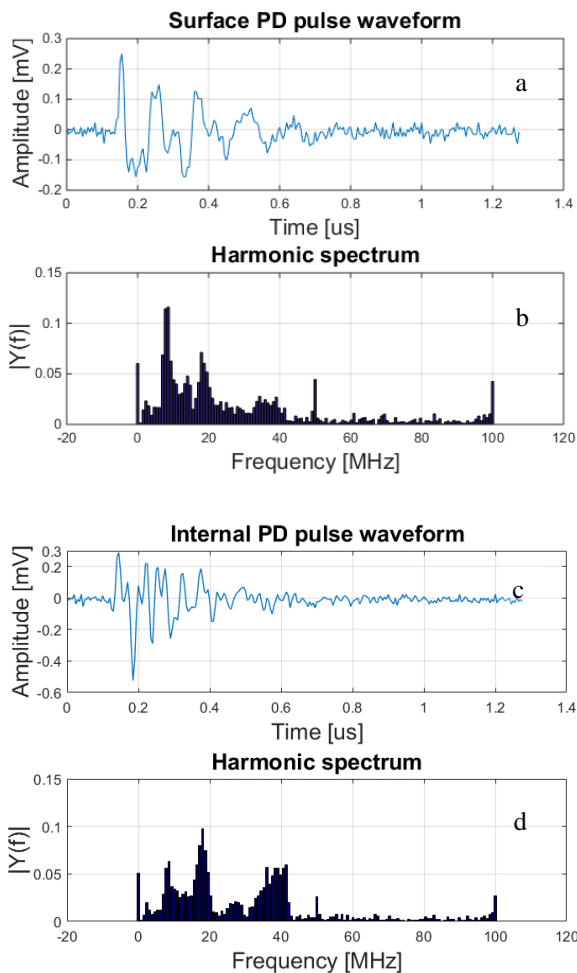 Surface PD pulse waveform
Amplitude [mV]
0.3
0.2
0.1
0
-0.1
-0.2
a
0 0.2 0.4 0.6 0.8 1 1.2 1.4
Time [us]
Harmonic spectrum
|Y(f)|
0.15
0.1
0.05
0
b
-20 0 20 40 60 80 100 120
Frequency [MHz]
Internal PD pulse waveform
Amplitude [mV]
0.3
0.2
0
-0.2
-0.4
-0.6
c
0 0.2 0.4 0.6 0.8 1 1.2 1.4
Time [us]
Harmonic spectrum
|Y(f)|
0.15
0.1
0.05
0
d
-20 0 20 40 60 80 100 120
Frequency [MHz]